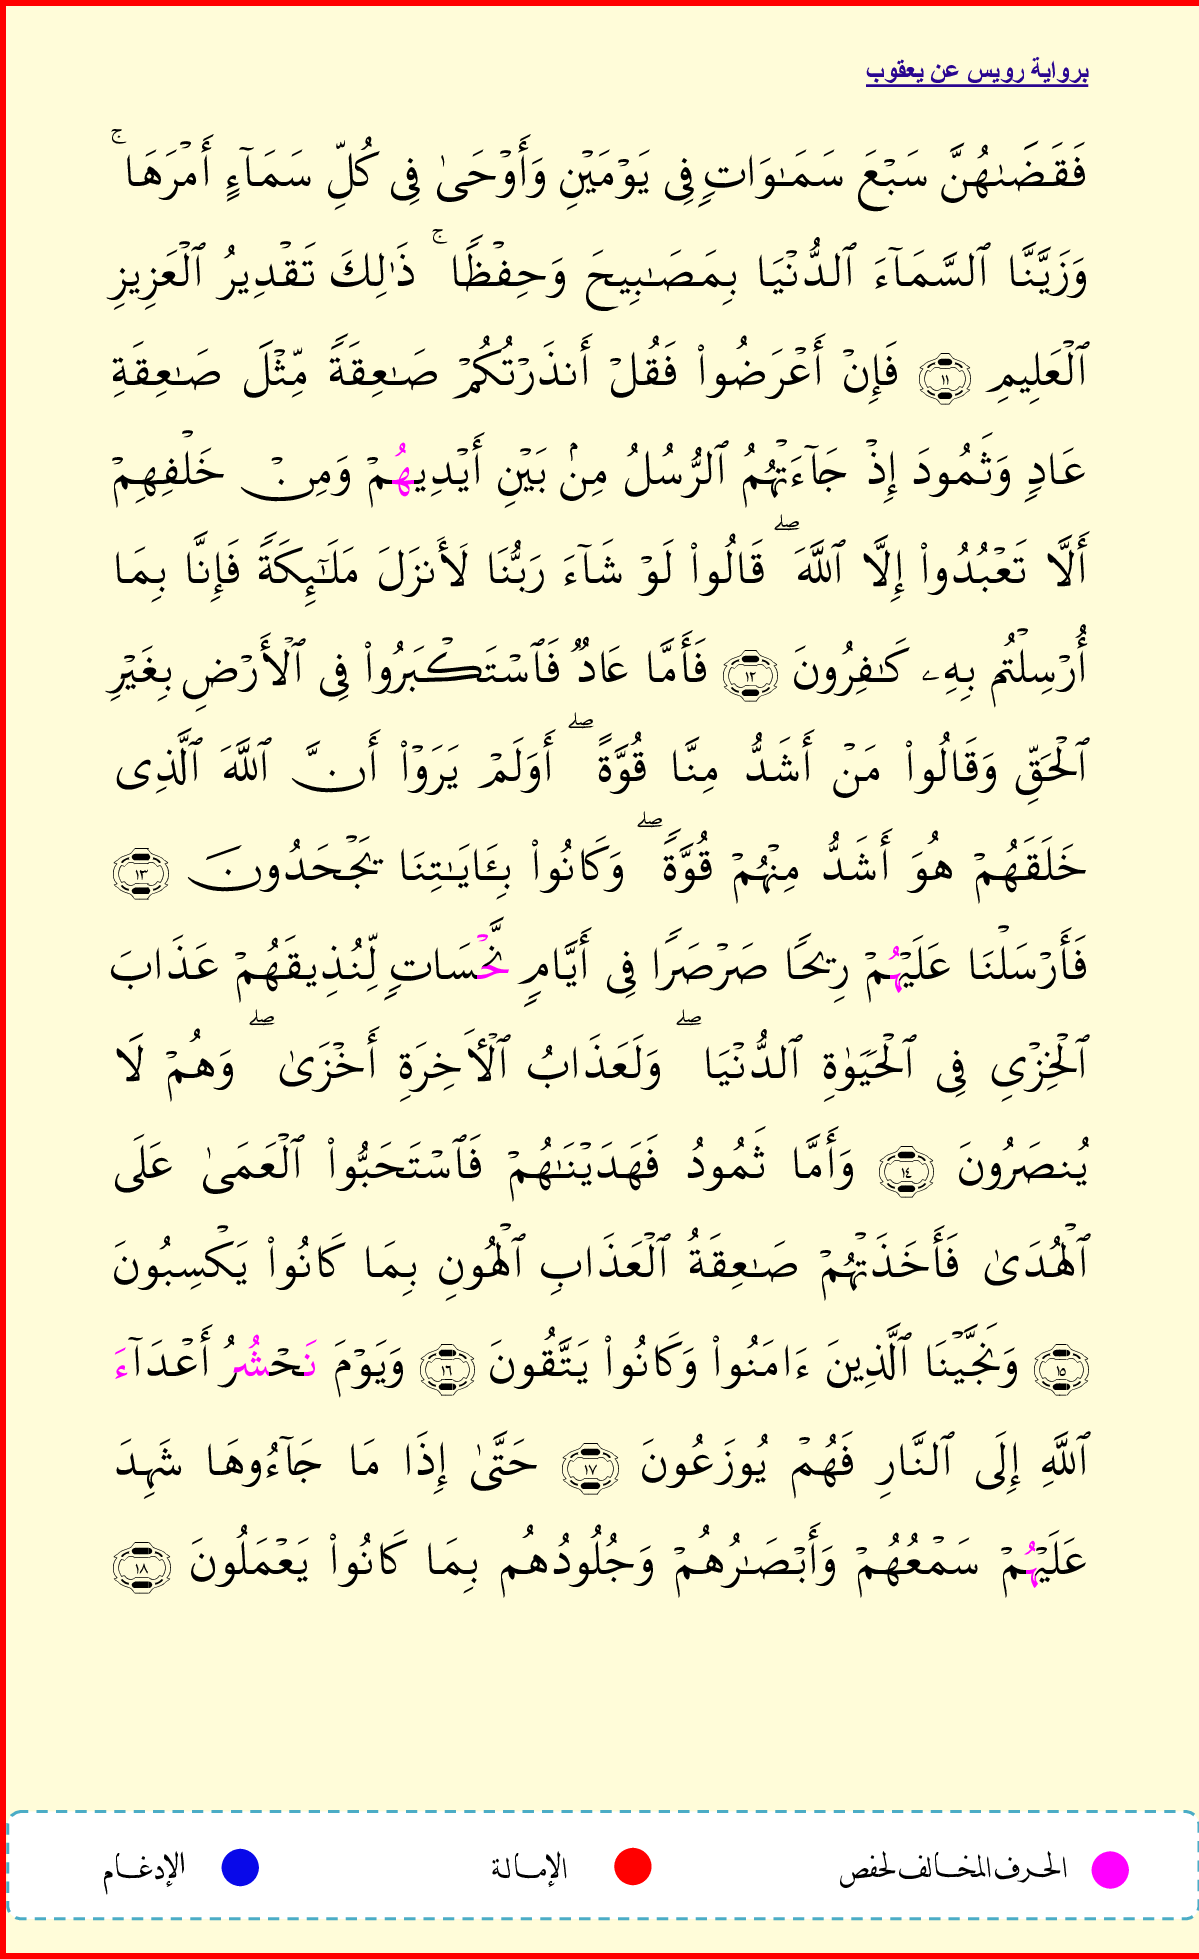 برواية رويس عن يعقوب
فَقَضَىٰهُنَّ سَبۡعَ سَمَٰوَاتٖ فِي يَوۡمَيۡنِ وَأَوۡحَىٰ فِي كُلِّ سَمَآءٍ أَمۡرَهَاۚ
وَزَيَّنَّا ٱلسَّمَآءَ ٱلدُّنۡيَا بِمَصَٰبِيحَ وَحِفۡظٗاۚ ذَٰلِكَ تَقۡدِيرُ ٱلۡعَزِيزِ
ٱلۡعَلِيمِ ١١ فَإِنۡ أَعۡرَضُواْ فَقُلۡ أَنذَرۡتُكُمۡ صَٰعِقَةٗ مِّثۡلَ صَٰعِقَةِ
عَادٖ وَثَمُودَ إِذۡ جَآءَتۡهُمُ ٱلرُّسُلُ مِنۢ بَيۡنِ أَيۡدِيهُمۡ وَمِنۡ خَلۡفِهِمۡ
أَلَّا تَعۡبُدُواْ إِلَّا ٱللَّهَۖ قَالُواْ لَوۡ شَآءَ رَبُّنَا لَأَنزَلَ مَلَٰٓئِكَةٗ فَإِنَّا بِمَا
أُرۡسِلۡتُم بِهِۦ كَٰفِرُونَ ١٢ فَأَمَّا عَادٞ فَٱسۡتَكۡبَرُواْ فِي ٱلۡأَرۡضِ بِغَيۡرِ
ٱلۡحَقِّ وَقَالُواْ مَنۡ أَشَدُّ مِنَّا قُوَّةًۖ أَوَلَمۡ يَرَوۡاْ أَنَّ ٱللَّهَ ٱلَّذِي
خَلَقَهُمۡ هُوَ أَشَدُّ مِنۡهُمۡ قُوَّةٗۖ وَكَانُواْ بِـَٔايَٰتِنَا يَجۡحَدُونَ ١٣
فَأَرۡسَلۡنَا عَلَيۡهُمۡ رِيحٗا صَرۡصَرٗا فِيٓ أَيَّامٖ نَّحۡسَاتٖ لِّنُذِيقَهُمۡ عَذَابَ
ٱلۡخِزۡيِ فِي ٱلۡحَيَوٰةِ ٱلدُّنۡيَاۖ وَلَعَذَابُ ٱلۡأٓخِرَةِ أَخۡزَىٰۖ وَهُمۡ لَا
يُنصَرُونَ ١٤ وَأَمَّا ثَمُودُ فَهَدَيۡنَٰهُمۡ فَٱسۡتَحَبُّواْ ٱلۡعَمَىٰ عَلَى
ٱلۡهُدَىٰ فَأَخَذَتۡهُمۡ صَٰعِقَةُ ٱلۡعَذَابِ ٱلۡهُونِ بِمَا كَانُواْ يَكۡسِبُونَ
١٥ وَنَجَّيۡنَا ٱلَّذِينَ ءَامَنُواْ وَكَانُواْ يَتَّقُونَ ١٦ وَيَوۡمَ نَحۡشُرُ أَعۡدَآءَ
ٱللَّهِ إِلَى ٱلنَّارِ فَهُمۡ يُوزَعُونَ ١٧ حَتَّىٰ إِذَا مَا جَآءُوهَا شَهِدَ
عَلَيۡهُمۡ سَمۡعُهُمۡ وَأَبۡصَٰرُهُمۡ وَجُلُودُهُم بِمَا كَانُواْ يَعۡمَلُونَ ١٨
الحرف المخالف لحفص الإمالة الإدغام